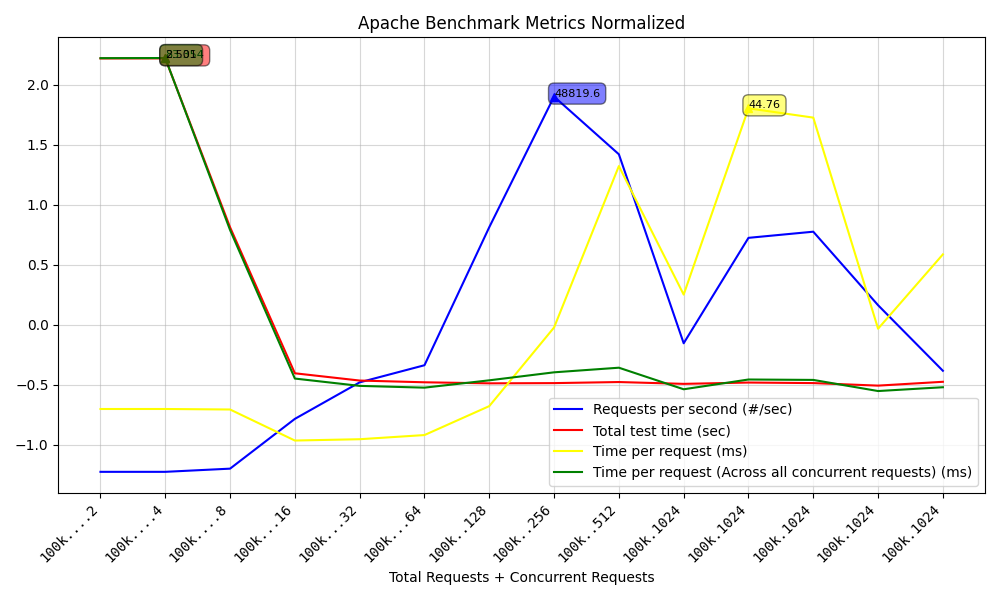 Apache Benchmark Metrics Normalized
48819.6
44.76
2.0
1.5
1.0
0.5
0.0
−0.5
−1.0
Requests per second (#/sec)
Total test time (sec)
Time per request (ms)
Time per request (Across all concurrent requests) (ms)
100k....2
100k....4
100k....8
100k...16
100k...32
100k...64
100k..128
100k..256
100k..512
100k.1024
100k.1024
100k.1024
100k.1024
100k.1024
Total Requests + Concurrent Requests